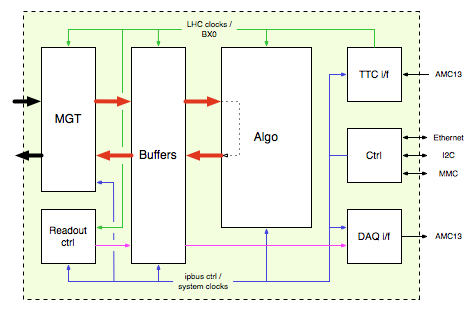 LHC clocks /
BX0
MGT
Buffers
Algo
TTC i/f
AMC13
Ctrl
Ethernet
I2C
MMC
Readout
ctrl
DAQ i/f
AMC13
ipbus ctrl /
system clocks